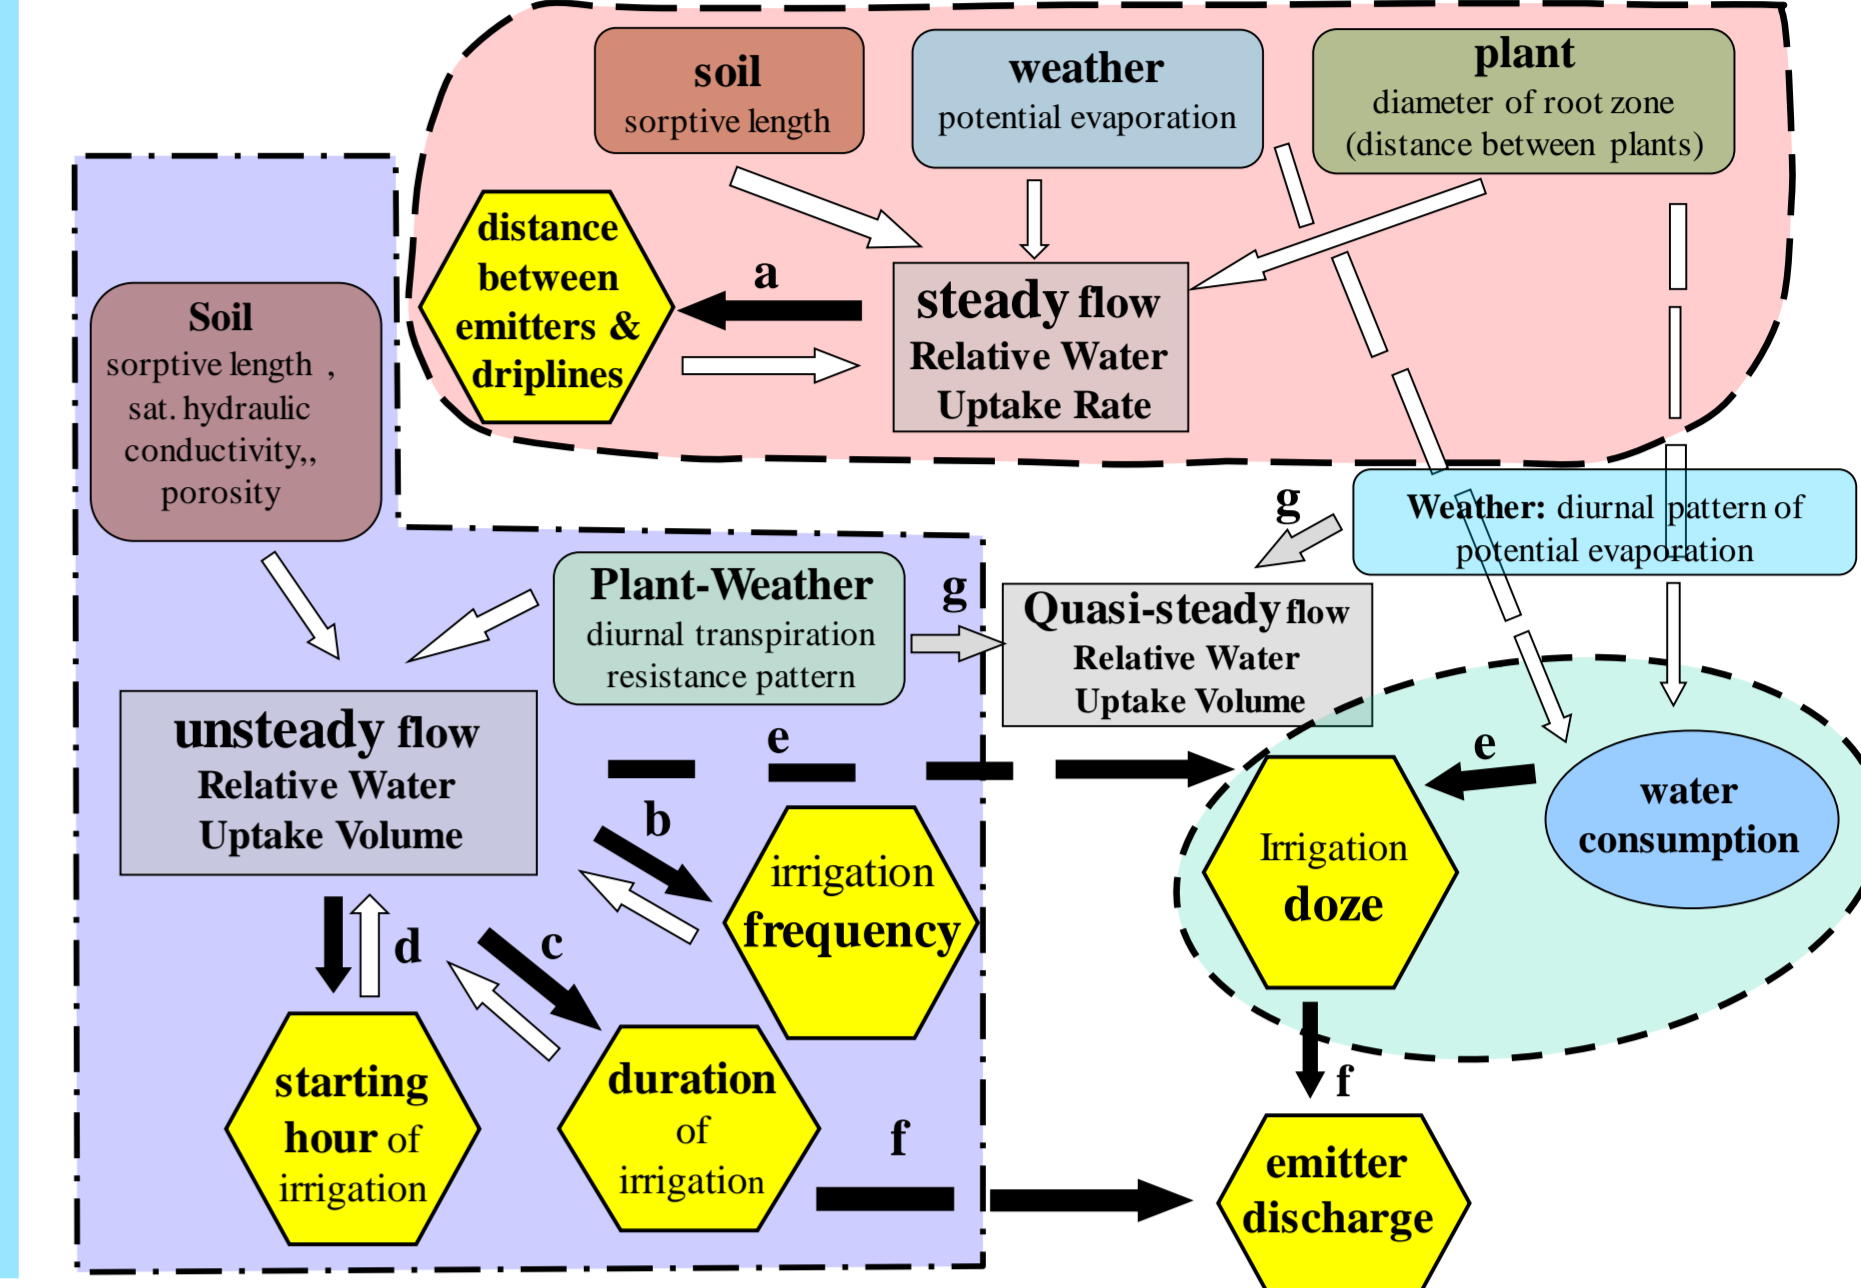 soil
sorptive length
weather
potential evaporation
plant
diameter of root zone
(distance between plants)
distance
between
emitters &
driplines
a
steady flow
Relative Water
Uptake Rate
Soil
sorptive length ,
sat. hydraulic
conductivity,,
porosity
g
Weather: diurnal pattern of
potential evaporation
Plant-Weather
diurnal transpiration
resistance pattern
g
Quasi-steady flow
Relative Water
Uptake Volume
unsteady flow
Relative Water
Uptake Volume
e
e
water
consumption
b
irrigation
frequency
Irrigation
doze
d
c
starting
hour of
irrigation
duration
of
irrigation
f
f
emitter
discharge